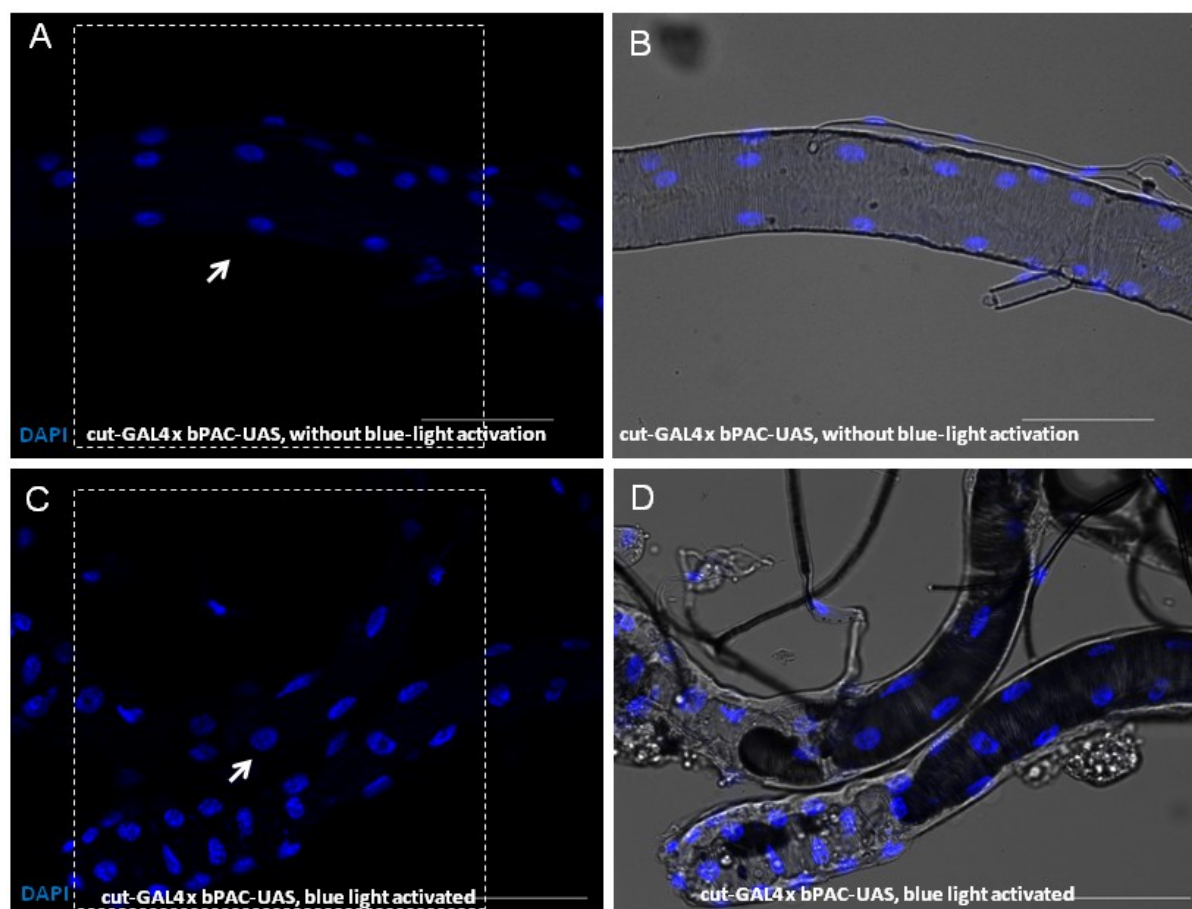 A
B
DAPI
cut-GAL4x bPAC-UAS, without blue-light activation
cut-GAL4x bPAC-UAS, without blue-light activation
C
D
DAPI
cut-GAL4x bPAC-UAS, blue light activated
cut-GAL4x bPAC-UAS, blue light activated